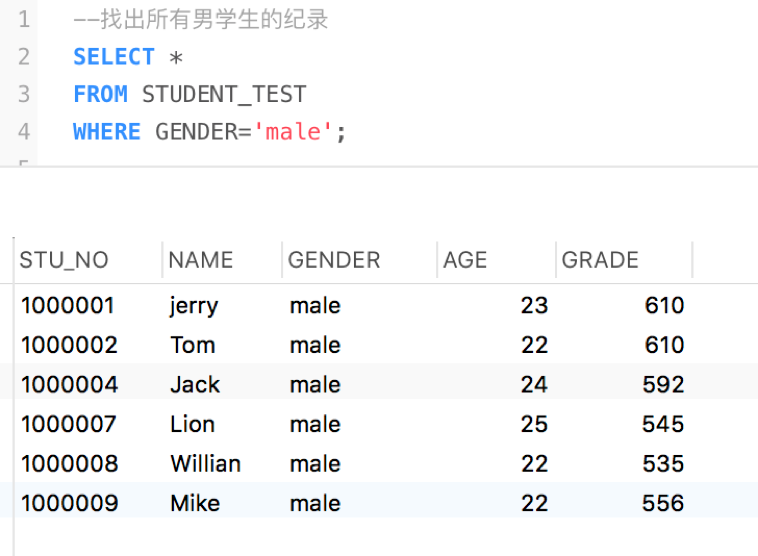 1 --找出所有男学生的纪录
2 SELECT *
3 FROM STUDENT_TEST
4 WHERE GENDER='male';
STU_NO NAME GENDER AGE GRADE
1000001 jerry male 23 610
1000002 Tom male 22 610
1000004 Jack male 24 592
1000007 Lion male 25 545
1000008 Willian male 22 535
1000009 Mike male 22 556